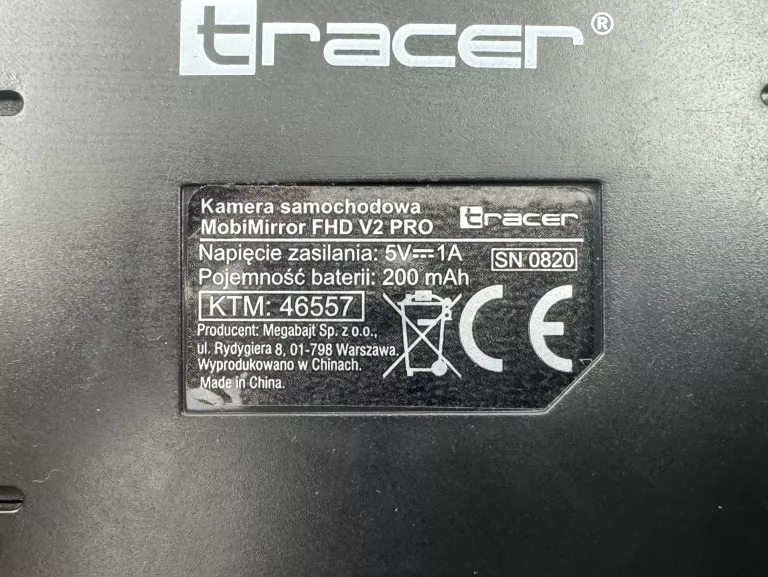 tracer®
Kamera samochodowa
MobiMirror FHD V2 PRO
tracer
Napięcie zasilania: 5V⎓1A
SN 0820
Pojemność baterii: 200 mAh
KTM: 46557
Producent: Megabajt Sp. z o.o.,
ul. Rydygiera 8, 01-798 Warszawa.
Wyprodukowano w Chinach.
Made in China.
CE